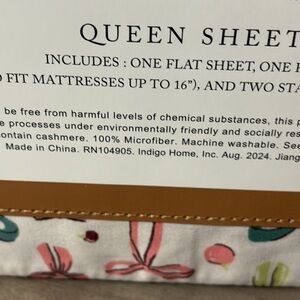 QUEEN SHEET
INCLUDES : ONE FLAT SHEET, ONE F
FIT MATTRESSES UP TO 16"), AND TWO STA
be free from harmful levels of chemical substances, this p
e processes under environmentally friendly and socially res
ontain cashmere. 100% Microfiber. Machine washable. See
Made in China. RN104905. Indigo Home, Inc. Aug. 2024. Jiang